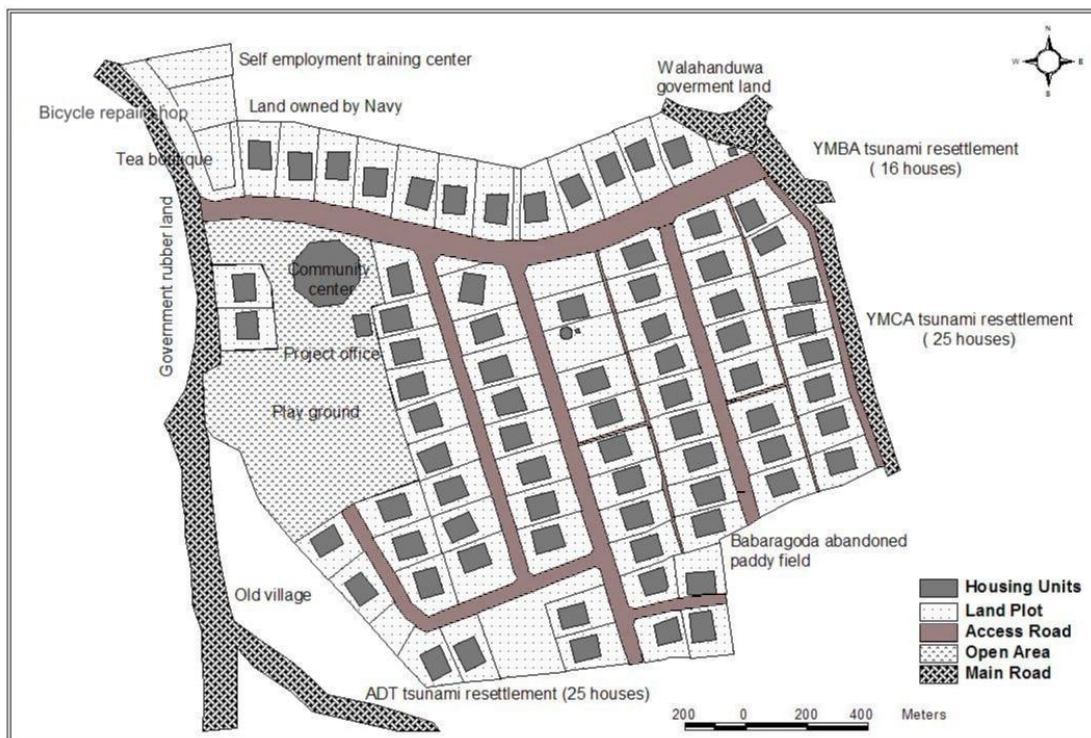 N
W
E
S
Self employment training center
Walahanduwa
goverment land
Bicycle repair shop
Land owned by Navy
Tea boutique
YMBA tsunami resettlement
( 16 houses)
Government rubber land
Community
center
Project office
YMCA tsunami resettlement
( 25 houses)
Play ground
Babaragoda abandoned
paddy field
Old village
ADT tsunami resettlement (25 houses)
Housing Units
Land Plot
Access Road
Open Area
Main Road
200 0 200 400 Meters